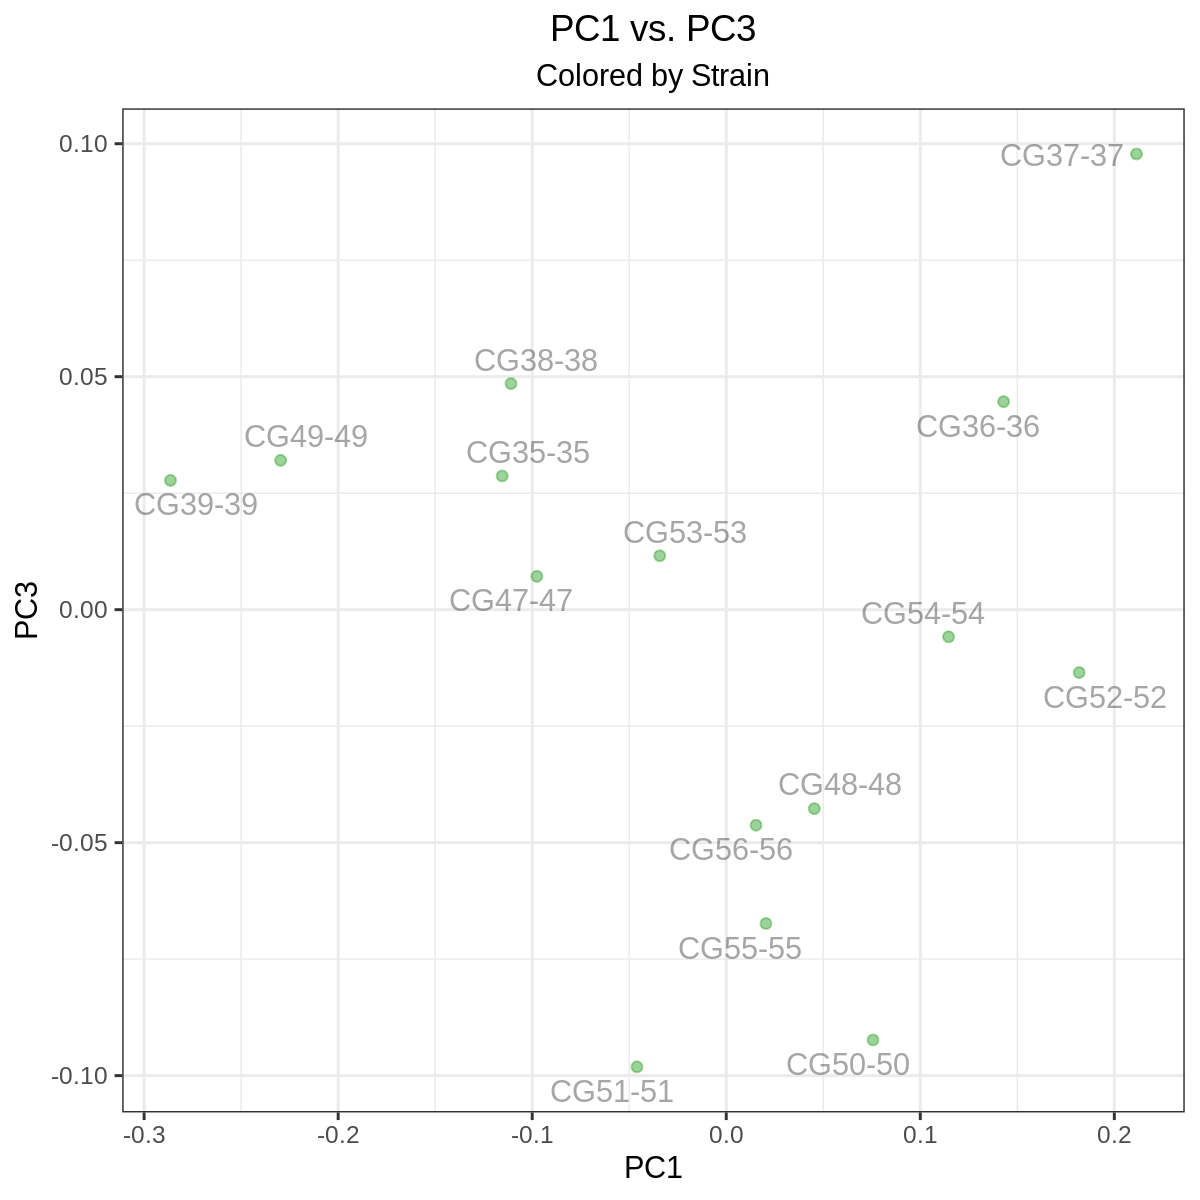 PC1 vs. PC3
Colored by Strain
0.10
CG37-37
CG38-38
0.05
CG36-36
CG49-49
CG35-35
CG39-39
CG53-53
CG47-47
0.00
CG54-54
PC3
CG52-52
CG48-48
-0.05
CG56-56
CG55-55
CG50-50
-0.10
CG51-51
-0.3 -0.2 -0.1 0.0 0.1 0.2
PC1